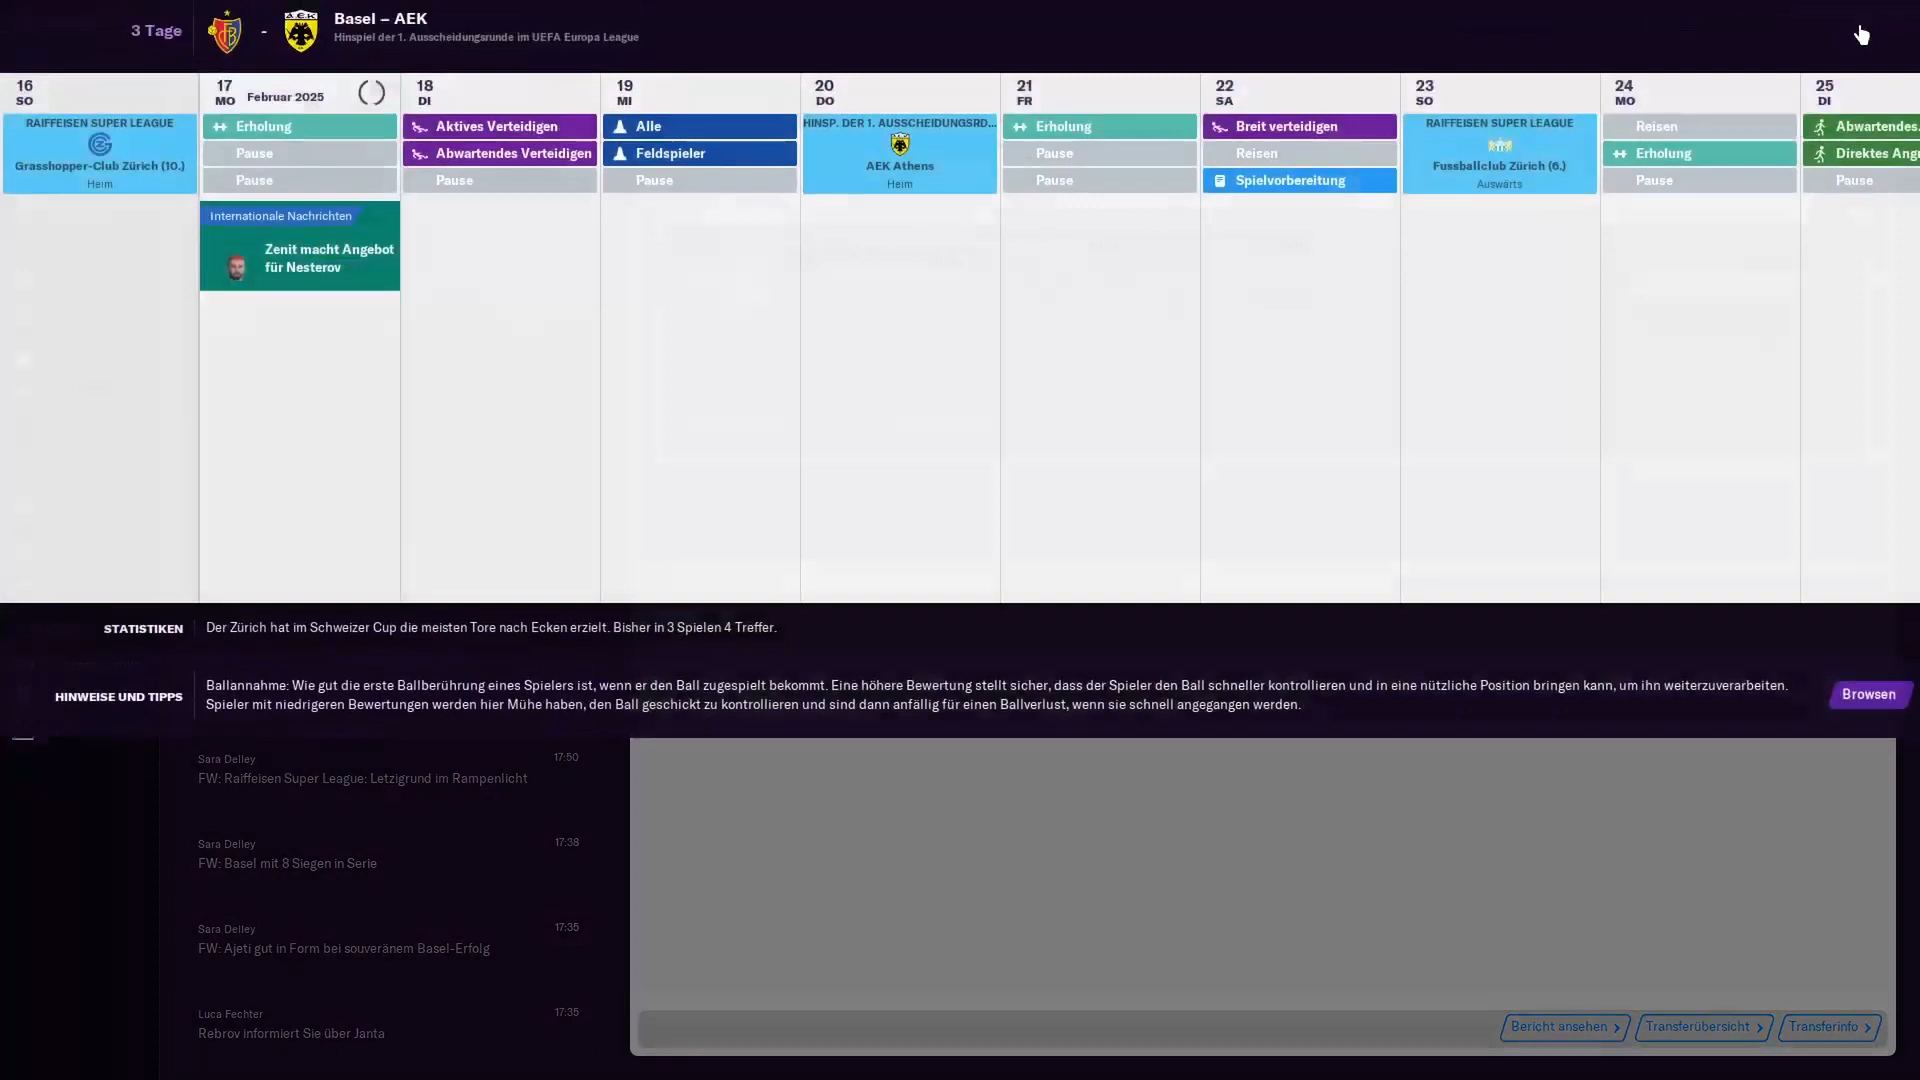 3 Tage
-
Basel – AEK
Hinspiel der 1. Ausscheidungsrunde im UEFA Europa League
16
SO
17
MO Februar 2025
18
DI
19
MI
20
DO
21
FR
22
SA
23
SO
24
MO
25
DI
RAIFFEISEN SUPER LEAGUE
Grasshopper-Club Zürich (10.)
Heim
Erholung
Pause
Pause
Internationale Nachrichten
Zenit macht Angebot
für Nesterov
Aktives Verteidigen
Abwartendes Verteidigen
Pause
Alle
Feldspieler
Pause
HINSP. DER 1. AUSSCHEIDUNGSRD...
AEK Athens
Heim
Erholung
Pause
Pause
Breit verteidigen
Reisen
Spielvorbereitung
RAIFFEISEN SUPER LEAGUE
Fussballclub Zürich (6.)
Auswärts
Reisen
Erholung
Pause
Abwartendes
Direktes Ang
Pause
STATISTIKEN
Der Zürich hat im Schweizer Cup die meisten Tore nach Ecken erzielt. Bisher in 3 Spielen 4 Treffer.
HINWEISE UND TIPPS
Ballannahme: Wie gut die erste Ballberührung eines Spielers ist, wenn er den Ball zugespielt bekommt. Eine höhere Bewertung stellt sicher, dass der Spieler den Ball schneller kontrollieren und in eine nützliche Position bringen kann, um ihn weiterzuverarbeiten.
Spieler mit niedrigeren Bewertungen werden hier Mühe haben, den Ball geschickt zu kontrollieren und sind dann anfällig für einen Ballverlust, wenn sie schnell angegangen werden.
Browsen
Sara Delley 17:50
FW: Raiffeisen Super League: Letzigrund im Rampenlicht
Sara Delley 17:38
FW: Basel mit 8 Siegen in Serie
Sara Delley 17:35
FW: Ajeti gut in Form bei souveränem Basel-Erfolg
Luca Fechter 17:35
Rebrov informiert Sie über Janta
Bericht ansehen
Transferübersicht
Transferinfo